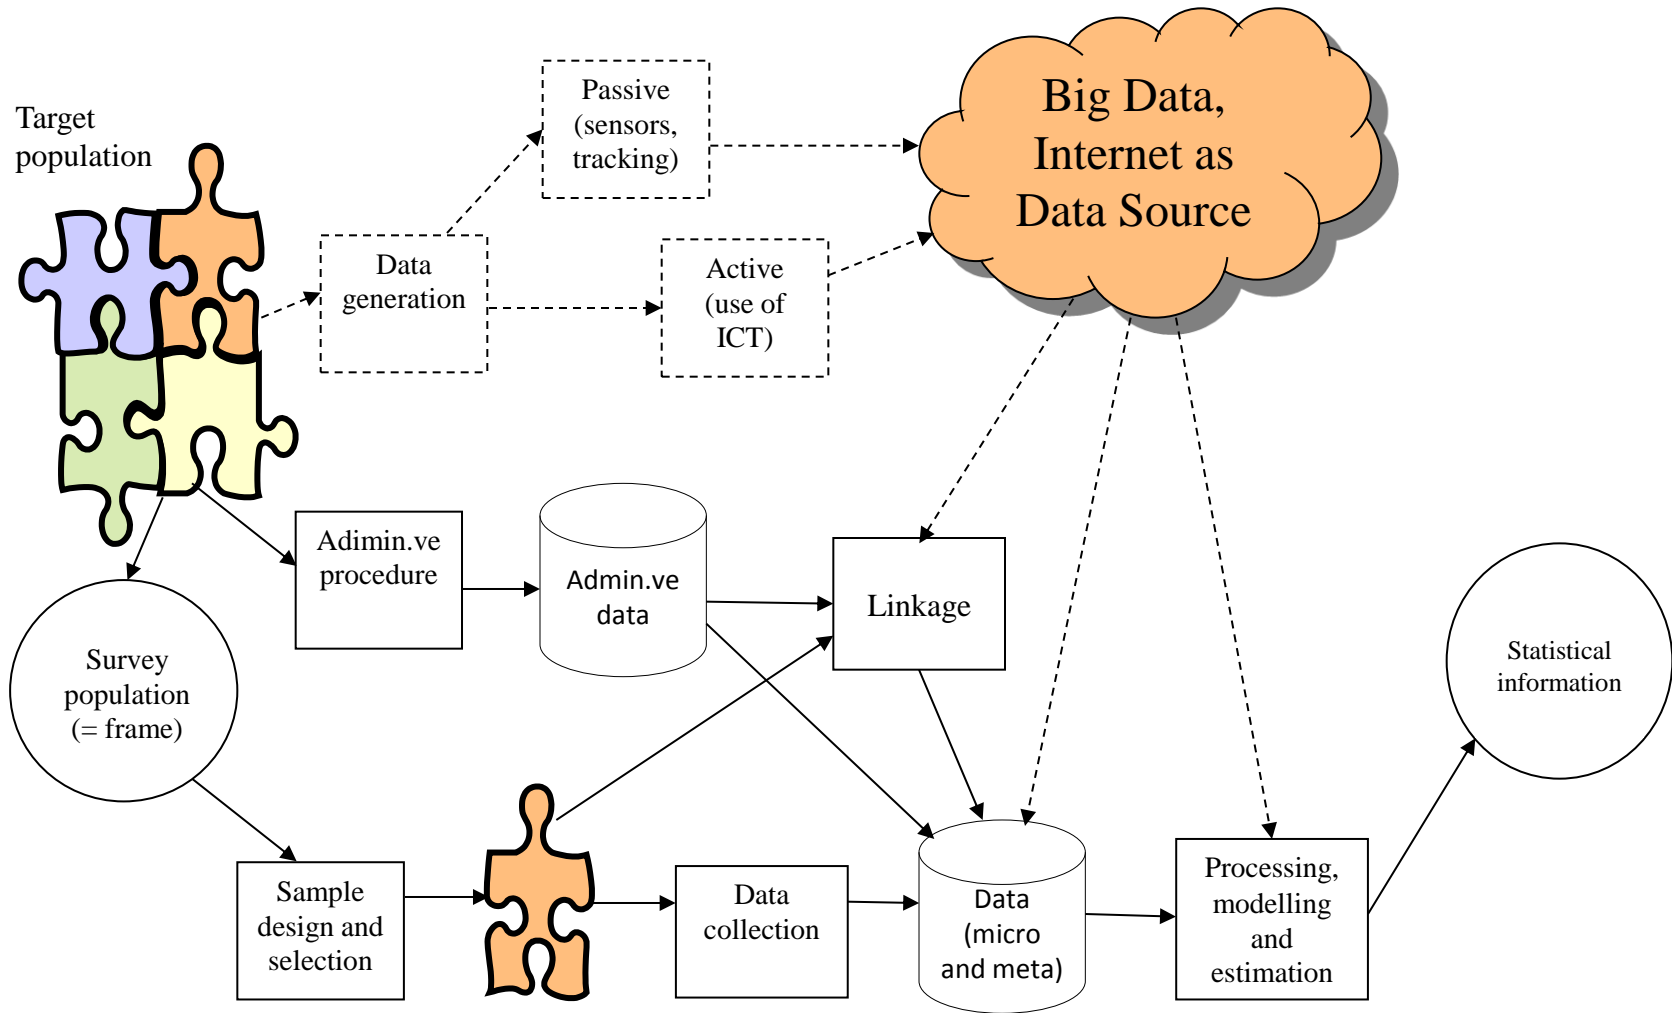 Target
population
Passive
(sensors,
tracking)
Big Data,
Internet as
Data Source
Data
generation
Active
(use of
ICT)
Adimin.ve
procedure
Admin.ve
data
Linkage
Survey
population
(= frame)
Statistical
information
Sample
design and
selection
Data
collection
Data
(micro
and meta)
Processing,
modelling
and
estimation